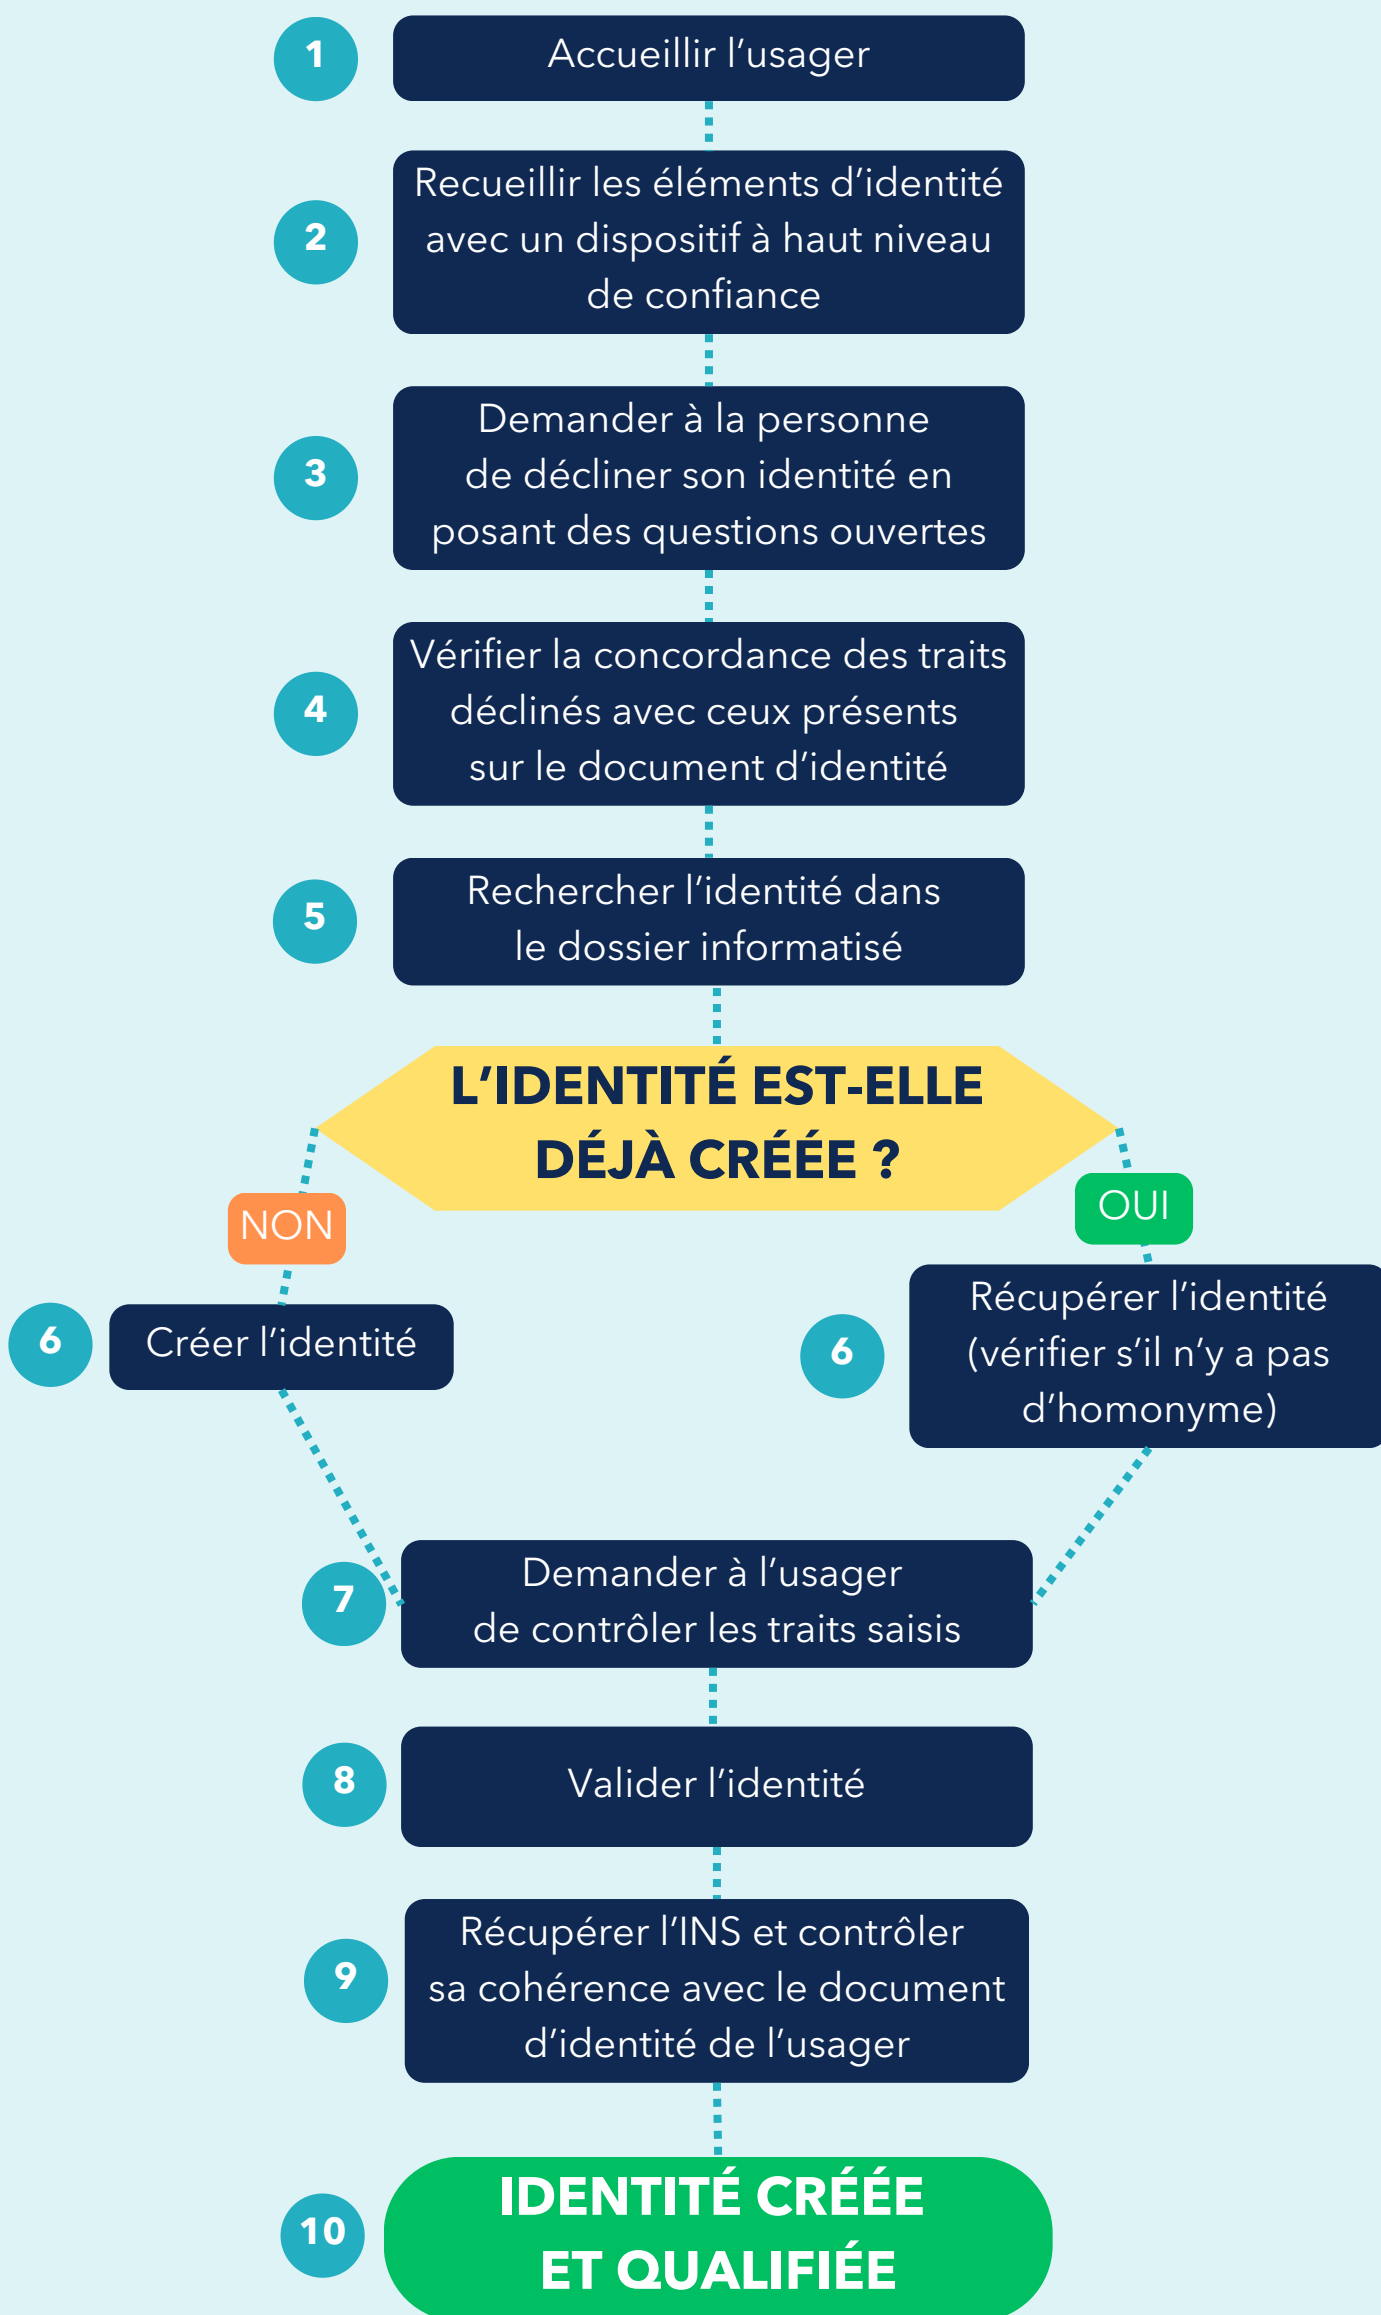 1
Accueillir l’usager
2
Recueillir les éléments d’identité
avec un dispositif à haut niveau
de confiance
3
Demander à la personne
de décliner son identité en
posant des questions ouvertes
4
Vérifier la concordance des traits
déclinés avec ceux présents
sur le document d’identité
5
Rechercher l’identité dans
le dossier informatisé
L’IDENTITÉ EST-ELLE
DÉJÀ CRÉÉE ?
NON
OUI
6
Créer l’identité
6
Récupérer l’identité
(vérifier s’il n’y a pas
d’homonyme)
7
Demander à l’usager
de contrôler les traits saisis
8
Valider l’identité
9
Récupérer l’INS et contrôler
sa cohérence avec le document
d’identité de l’usager
10
IDENTITÉ CRÉÉE
ET QUALIFIÉE